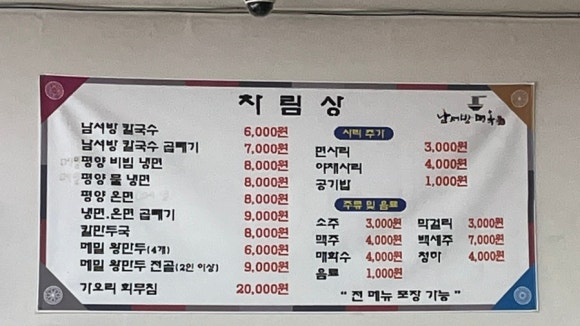 차림상
남서방 칼국수 6,000원
남서방 칼국수 곱빼기 7,000원
평양 비빔 냉면 8,000원
평양 물 냉면 8,000원
평양 온면 8,000원
냉면.온면 곱빼기 9,000원
칼만두국 8,000원
메밀 왕만두(4개) 6,000원
메밀 왕만두 전골(2인 이상) 9,000원
가오리 회무침 20,000원
남서방
사리 추가
면사리 3,000원
야채사리 4,000원
공기밥 1,000원
주류 및 음료
소주 3,000원 막걸리 3,000원
맥주 4,000원 백세주 7,000원
매화수 4,000원 청하 4,000원
음료 1,000원
"전 메뉴 포장 가능"